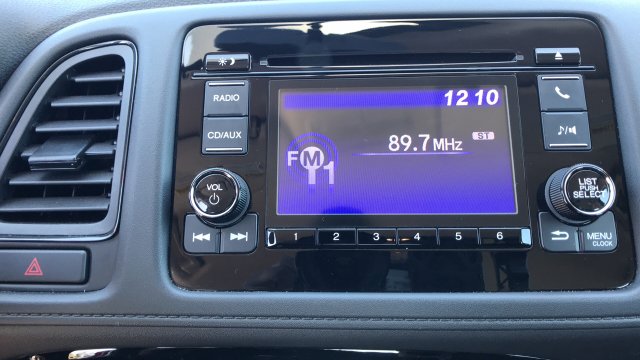 RADIO
CD/AUX
VOL
12 10
89.7 MHz ST
FM 1
♪/
LIST
PUSH
SELECT
MENU
CLOCK
1 2 3 4 5 6